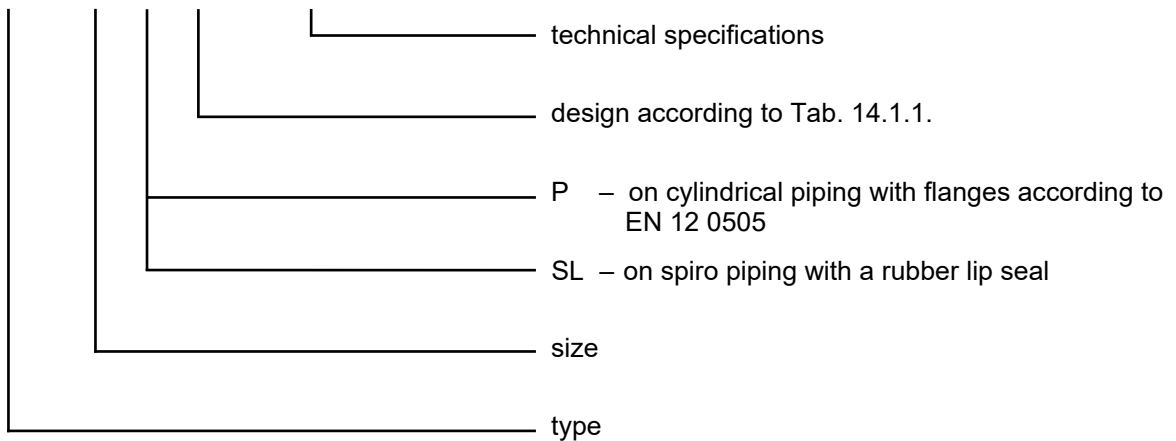 technical specifications
design according to Tab. 14.1.1.
P – on cylindrical piping with flanges according to
EN 12 0505
SL – on spiro piping with a rubber lip seal
size
type